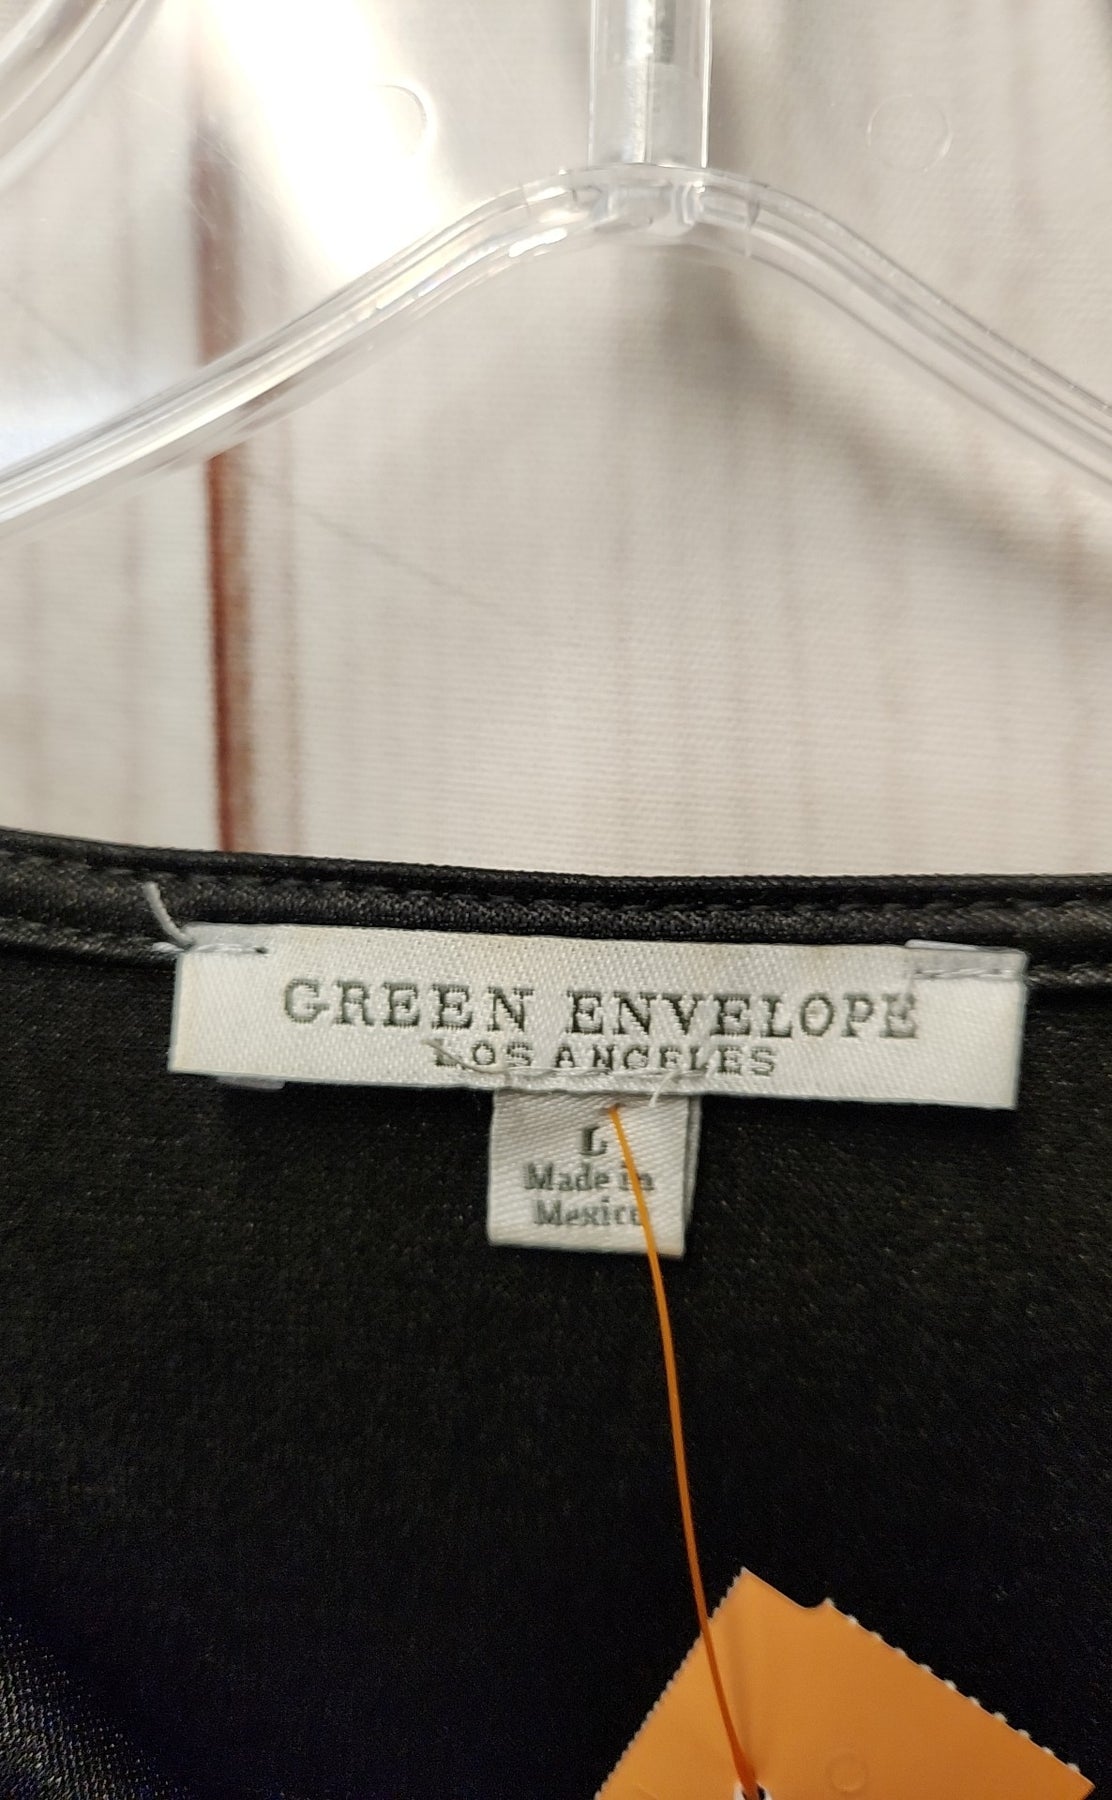 GREEN ENVELOPE
LOS ANGELES
L
Made in
Mexico